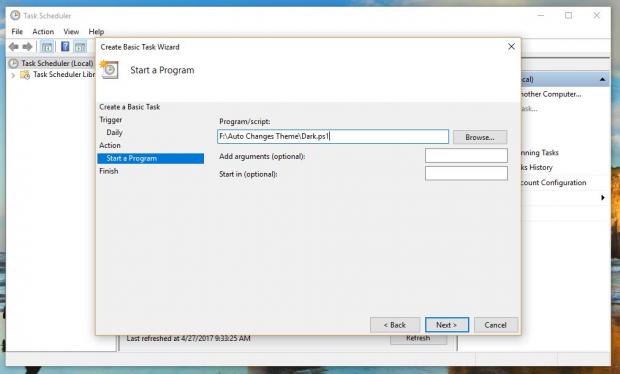 Task Scheduler
File Action View Help
Task Scheduler (Local)
Task Scheduler Libr
Create Basic Task Wizard
Start a Program
Create a Basic Task
Trigger
Daily
Action
Start a Program
Finish
Program/script:
F:\Auto Changes Theme\Dark.ps1
Browse...
Add arguments (optional):
Start in (optional):
< Back
Next >
Cancel
cal)
nother Computer...
ask...
nning Tasks
ks History
count Configuration
Last refreshed at 4/27/2017 9:33:25 AM
Refresh